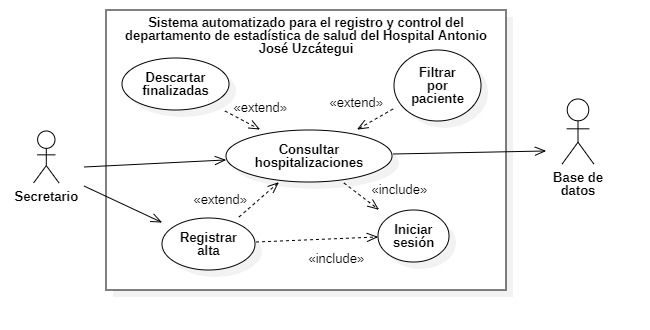 Sistema automatizado para el registro y control del
departamento de estadística de salud del Hospital Antonio
José Uzcátegui
Descartar
finalizadas
Filtrar
por
paciente
«extend»
«extend»
Consultar
hospitalizaciones
Secretario
Base de
datos
«extend»
«include»
Registrar
alta
Iniciar
sesión
«include»